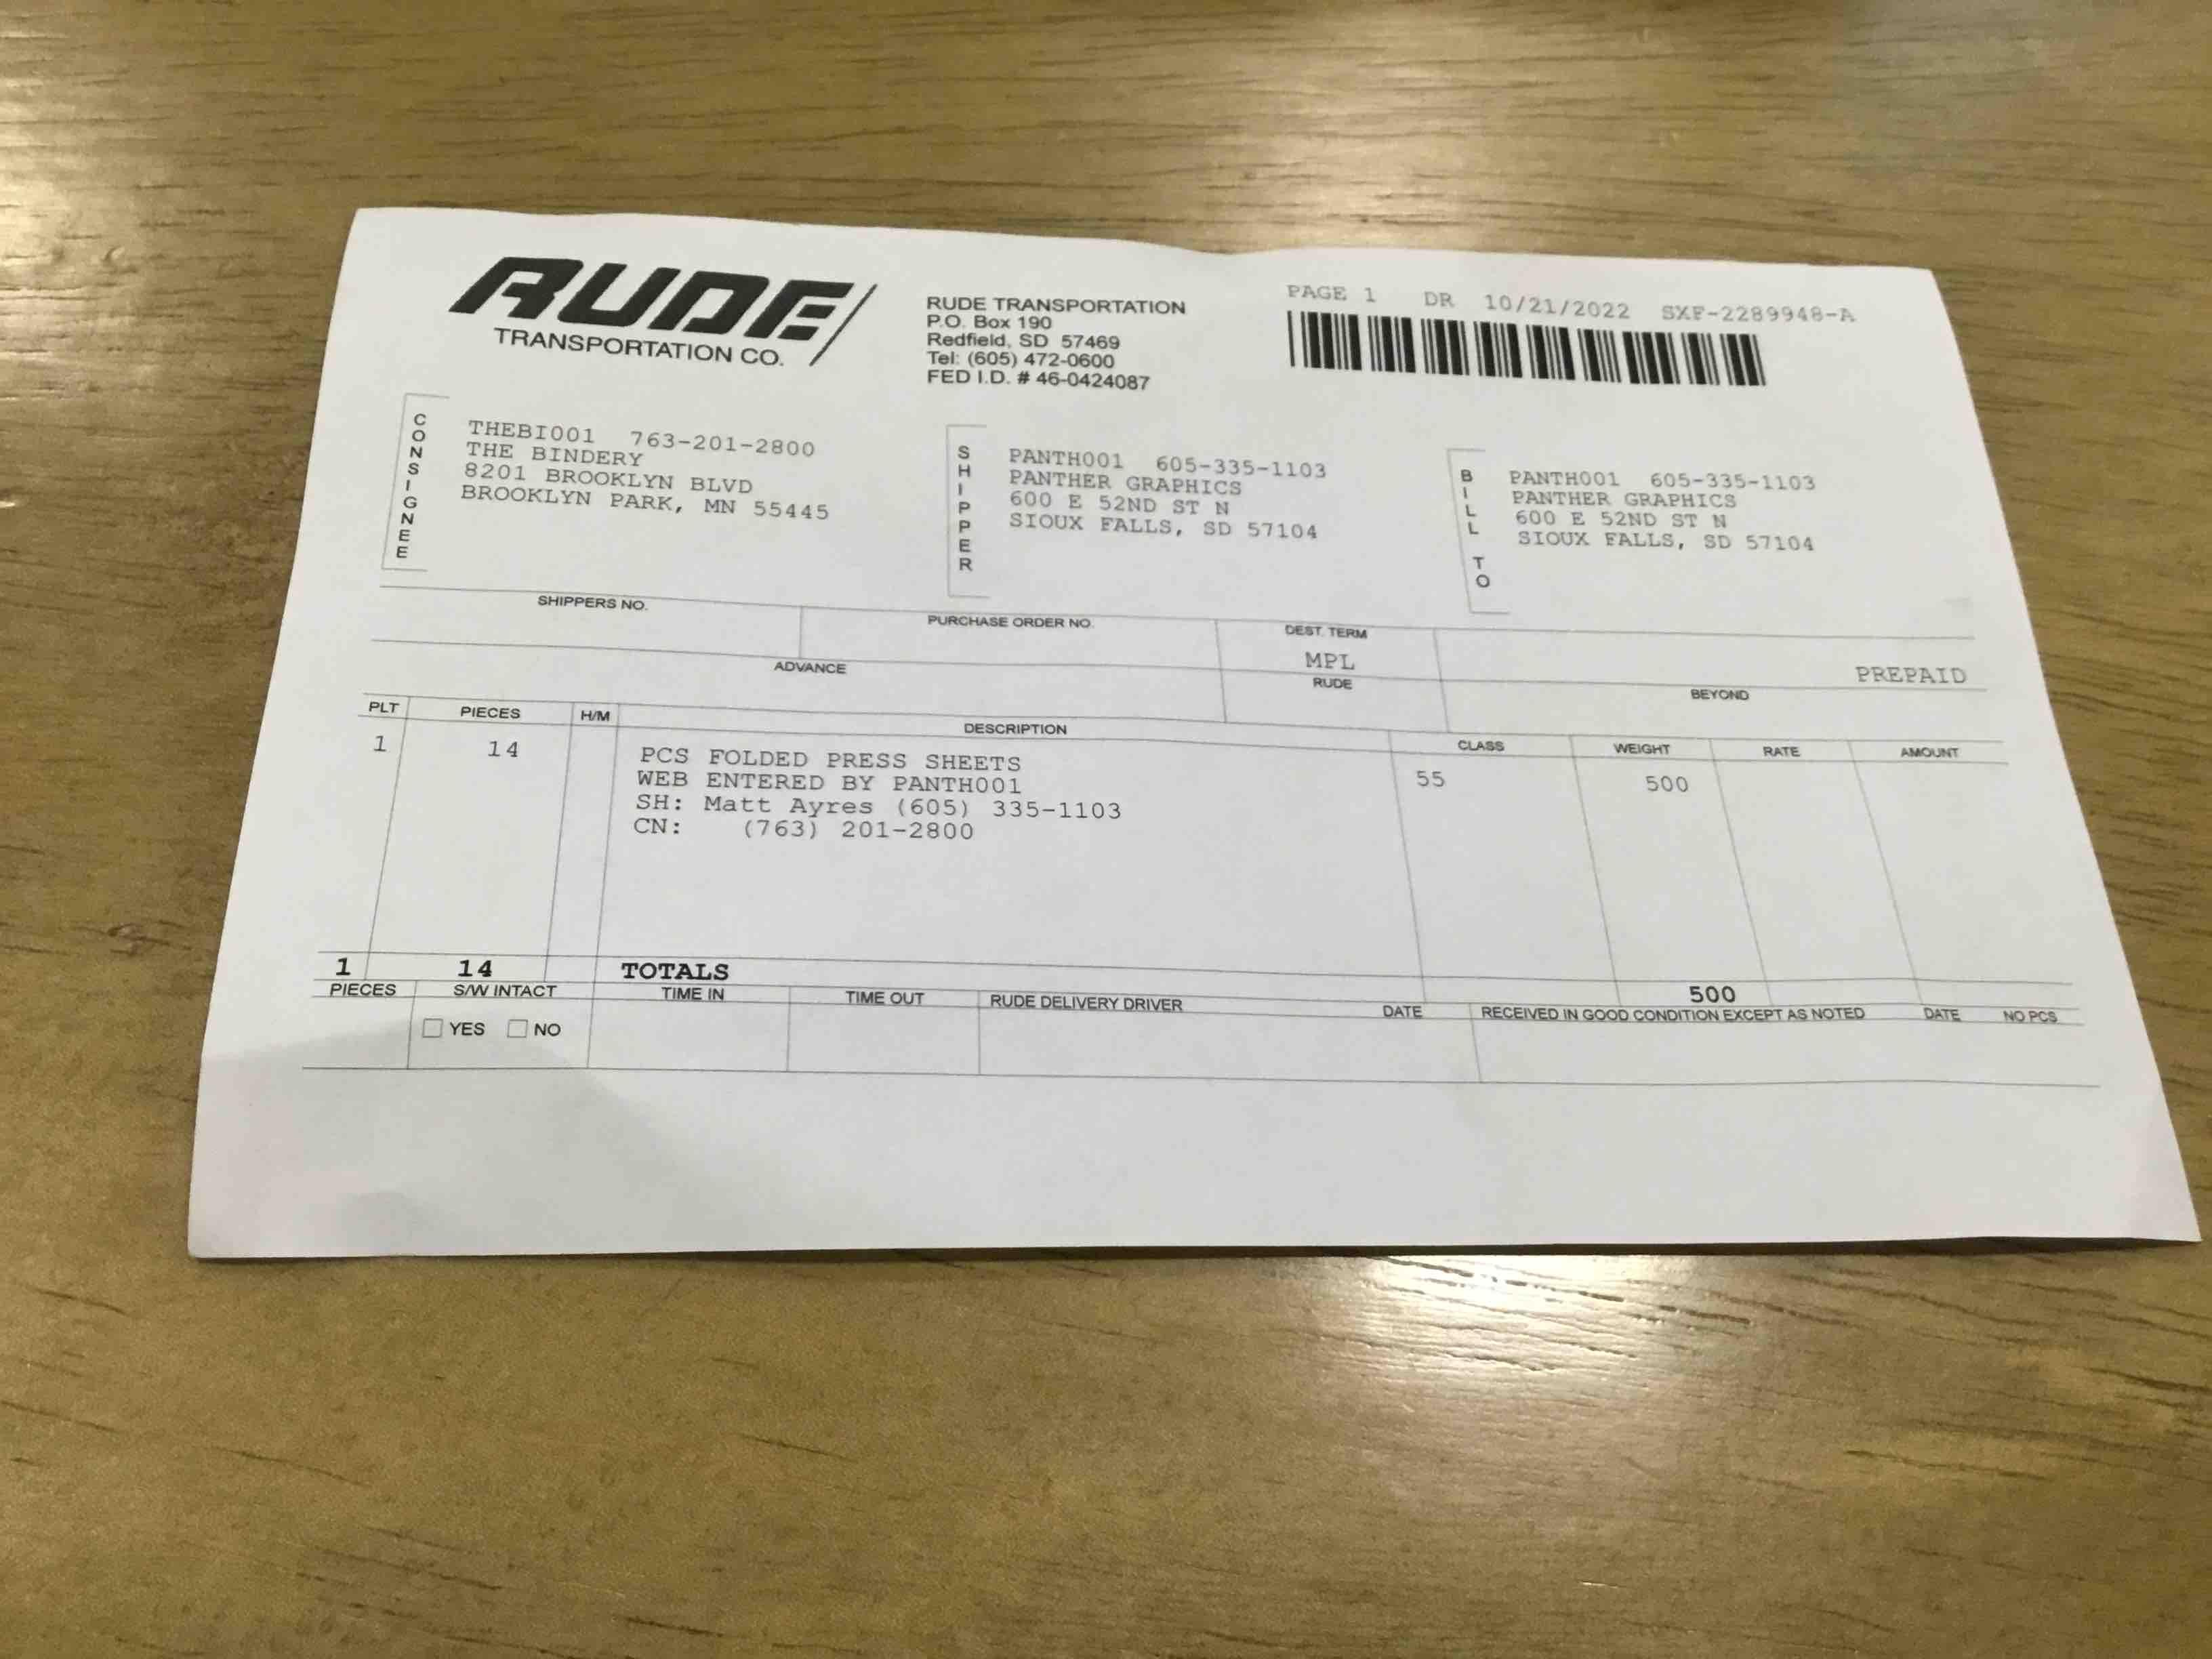 RUDE
TRANSPORTATION CO.
RUDE TRANSPORTATION
P.O. Box 190
Redfield, SD 57469
Tel: (605) 472-0600
FED I.D. # 46-0424087
PAGE 1 DR 10/21/2022 SXF-2289948-A
CONSIGNEE
THEBI001 763-201-2800
THE BINDERY
8201 BROOKLYN BLVD
BROOKLYN PARK, MN 55445
SHIPPER
PANTH001 605-335-1103
PANTHER GRAPHICS
600 E 52ND ST N
SIOUX FALLS, SD 57104
BILL TO
PANTH001 605-335-1103
PANTHER GRAPHICS
600 E 52ND ST N
SIOUX FALLS, SD 57104
SHIPPERS NO. PURCHASE ORDER NO. DEST. TERM
MPL PREPAID
ADVANCE RUDE BEYOND
PLT PIECES H/M DESCRIPTION CLASS WEIGHT RATE AMOUNT
1 14 PCS FOLDED PRESS SHEETS 55 500
WEB ENTERED BY PANTH001
SH: Matt Ayres (605) 335-1103
CN: (763) 201-2800
1 14 TOTALS 500
PIECES S/W INTACT TIME IN TIME OUT RUDE DELIVERY DRIVER DATE RECEIVED IN GOOD CONDITION EXCEPT AS NOTED DATE NO PCS
YES NO